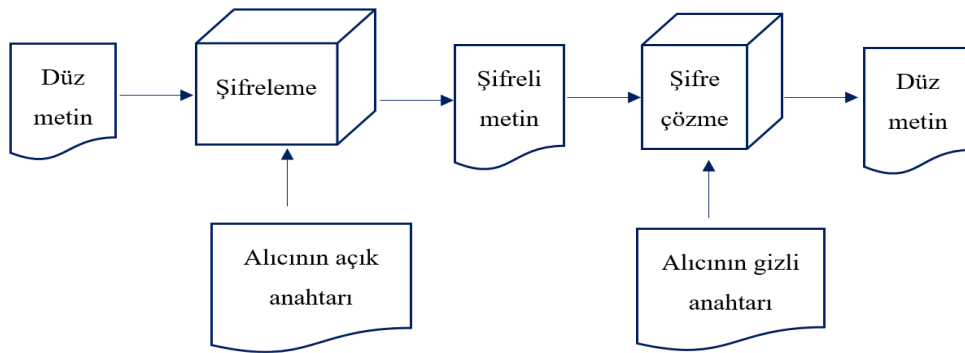 Düz
metin
Şifreleme
Şifreli
metin
Şifre
çözme
Düz
metin
Alıcının açık
anahtarı
Alıcının gizli
anahtarı